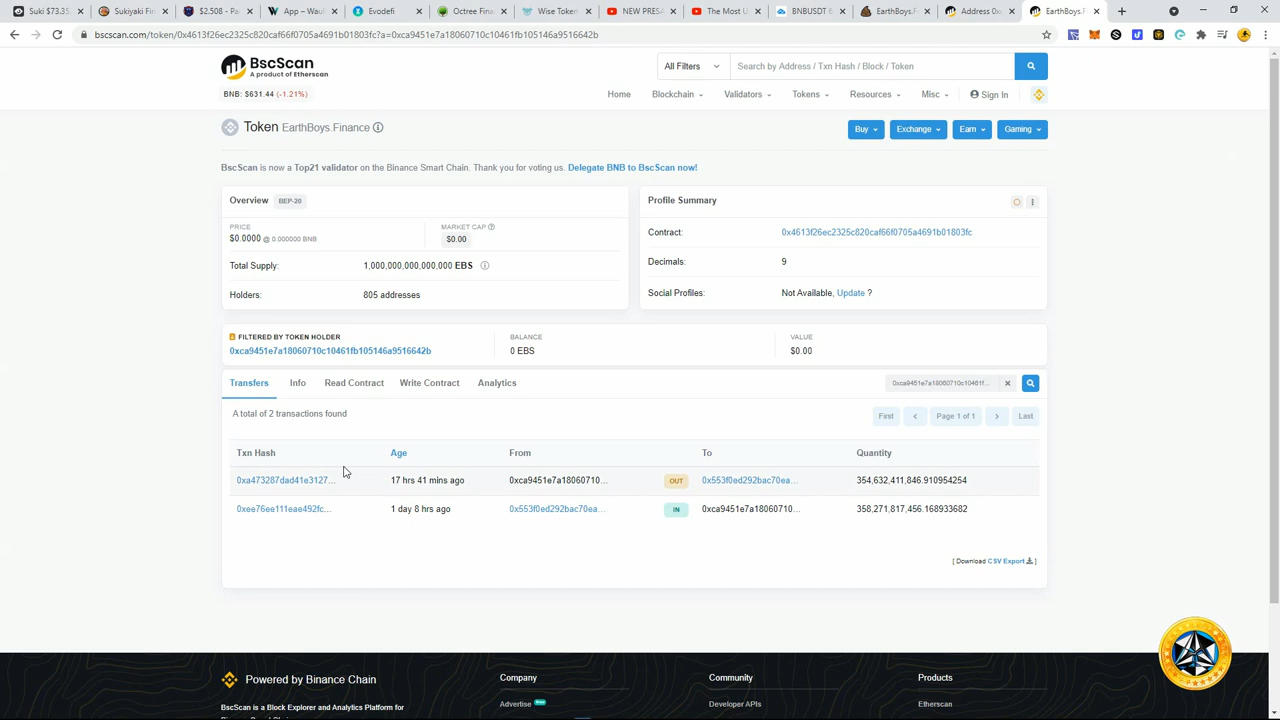 Suki $73.35
Sukiyaki Fin
$2.508 - Pa
App – Waul
Evodefi
Octree Finan
Wise Token
NEW PRESA
The Most U
BNBUSDT 6
EarthBoys.F
Address 0x
EarthBoys.F
bscscan.com/token/0x4613f26ec2325c820caf66f0705a4691b01803fc?a=0xca9451e7a18060710c10461fb105146a9516642b
BscScan
A product of Etherscan
All Filters
Search by Address / Txn Hash / Block / Token
BNB: $631.44 (-1.21%)
Home Blockchain Validators Tokens Resources Misc Sign In
Token EarthBoys.Finance
Buy Exchange Earn Gaming
BscScan is now a Top21 validator on the Binance Smart Chain. Thank you for voting us. Delegate BNB to BscScan now!
Overview BEP-20
PRICE
$0.0000 @ 0.000000 BNB
MARKET CAP
$0.00
Total Supply: 1,000,000,000,000,000 EBS
Holders: 805 addresses
Profile Summary
Contract: 0x4613f26ec2325c820caf66f0705a4691b01803fc
Decimals: 9
Social Profiles: Not Available, Update ?
FILTERED BY TOKEN HOLDER
0xca9451e7a18060710c10461fb105146a9516642b
BALANCE
0 EBS
VALUE
$0.00
Transfers Info Read Contract Write Contract Analytics
0xca9451e7a18060710c10461f...
A total of 2 transactions found
First Page 1 of 1 Last
Txn Hash Age From To Quantity
0xa473287dad41e3127... 17 hrs 41 mins ago 0xca9451e7a18060710... OUT 0x553f0ed292bac70ea... 354,632,411,846.910954254
0xee76ee111eae492fc... 1 day 8 hrs ago 0x553f0ed292bac70ea... IN 0xca9451e7a18060710... 358,271,817,456.168933682
[ Download CSV Export ]
Powered by Binance Chain
BscScan is a Block Explorer and Analytics Platform for
Company
Advertise
Community
Developer APIs
Products
Etherscan